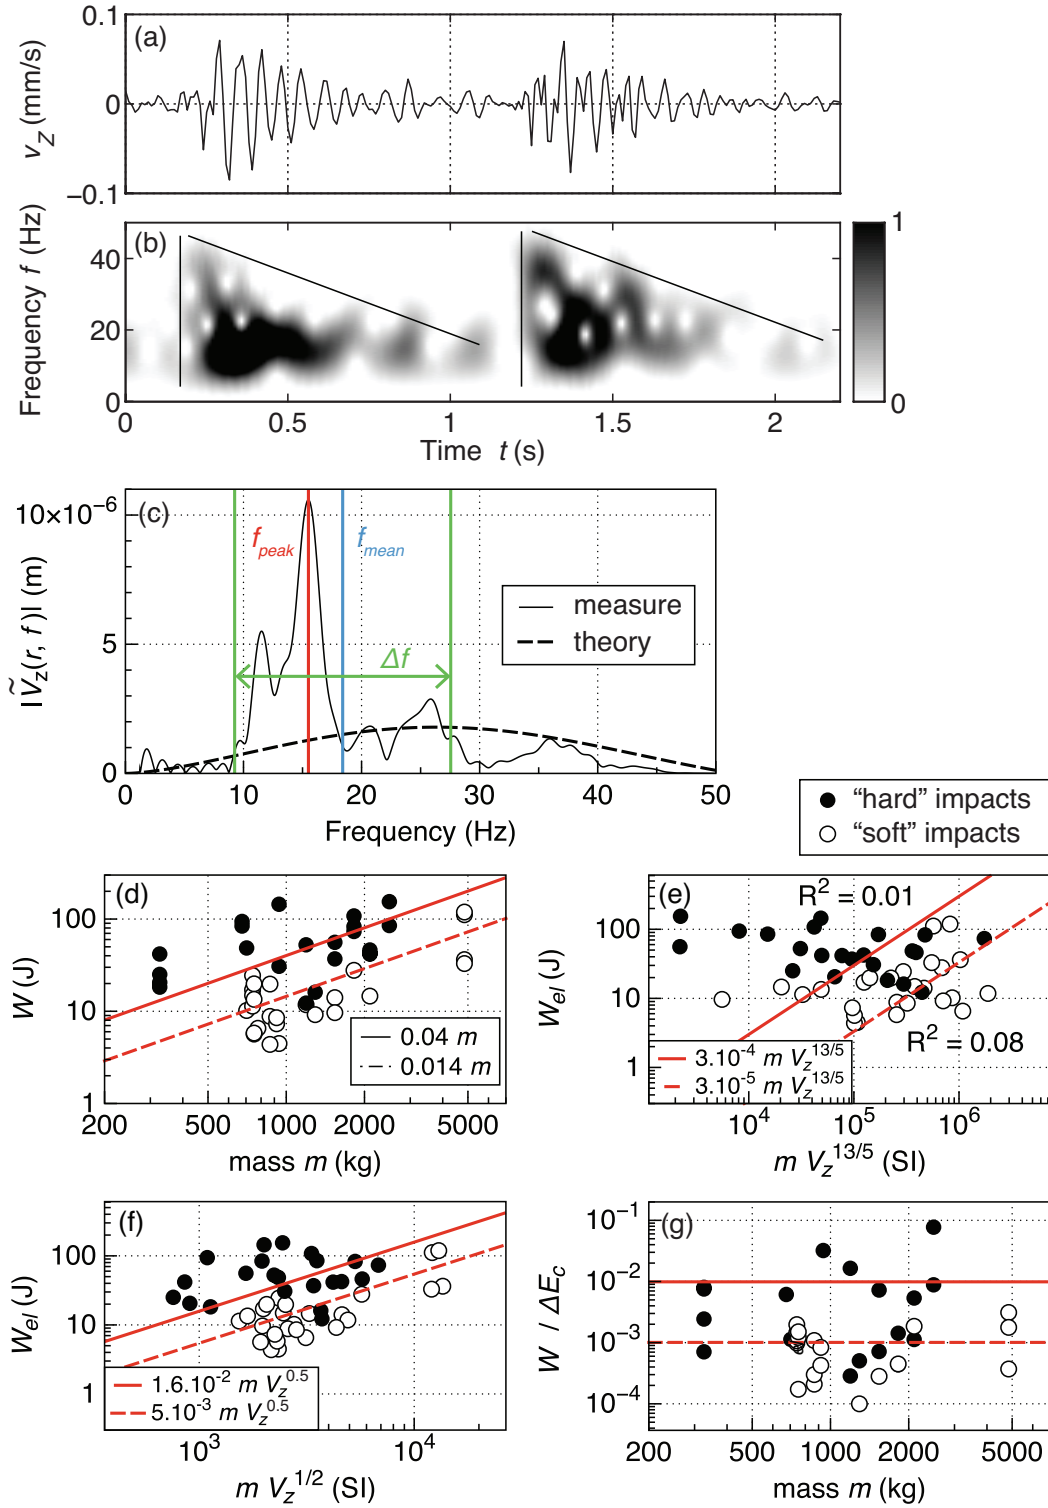 (a)
0.1
0
−0.1
v_Z (mm/s)
(b)
40
20
0
Frequency f (Hz)
1
0
0 0.5 1 1.5 2
Time t (s)
(c)
10×10⁻⁶
5
0
|Ṽ_z(r, f)| (m)
f_peak
f_mean
Δf
measure
theory
0 10 20 30 40 50
Frequency (Hz)
"hard" impacts
"soft" impacts
(d)
100
10
1
W (J)
0.04 m
0.014 m
200 500 1000 2000 5000
mass m (kg)
(e)
R² = 0.01
100
10
1
W_el (J)
R² = 0.08
3.10⁻⁴ m V_z^13/5
3.10⁻⁵ m V_z^13/5
10⁴ 10⁵ 10⁶
m V_z^13/5 (SI)
(f)
100
10
1
W_el (J)
1.6.10⁻² m V_z^0.5
5.10⁻³ m V_z^0.5
10³ 10⁴
m V_z^1/2 (SI)
(g)
10⁻¹
10⁻²
10⁻³
10⁻⁴
W / ΔE_c
200 500 1000 2000 5000
mass m (kg)